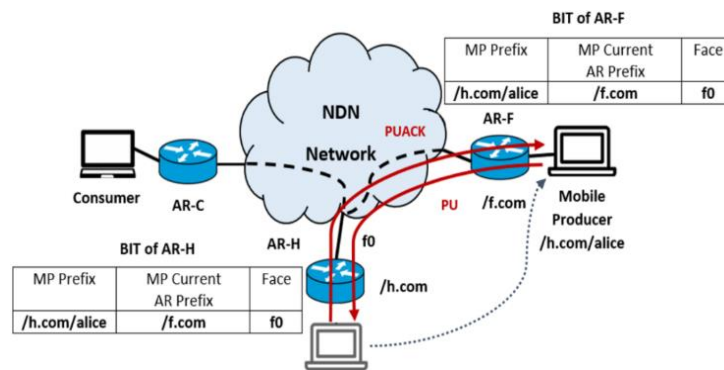 BIT of AR-F
MP Prefix
MP Current
AR Prefix
Face
/h.com/alice
/f.com
f0
NDN
Network
PUACK
AR-F
Consumer
AR-C
PU
/f.com
Mobile
Producer
/h.com/alice
AR-H
f0
BIT of AR-H
/h.com
MP Prefix
MP Current
AR Prefix
Face
/h.com/alice
/f.com
f0